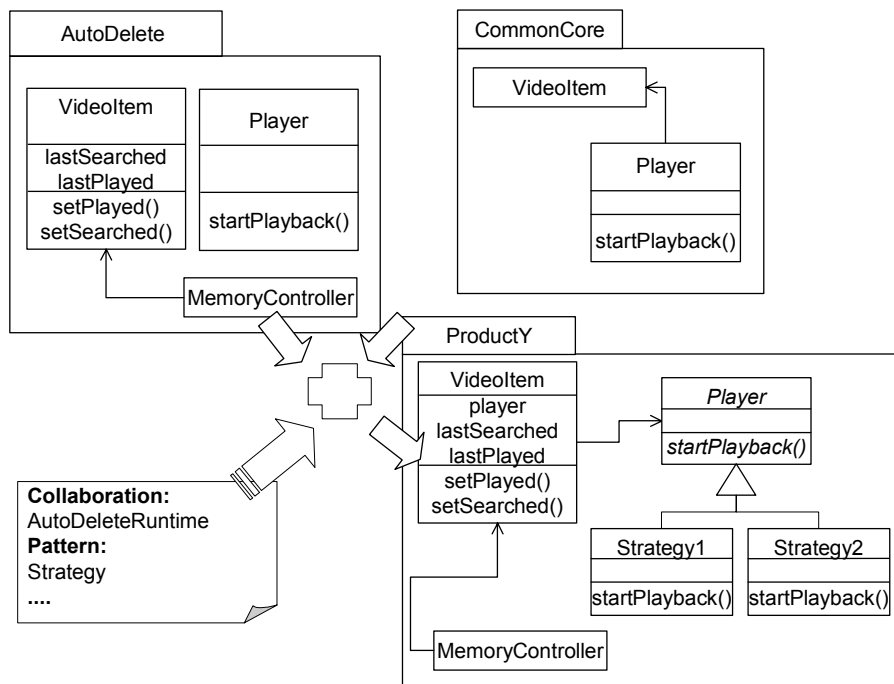 AutoDelete
VideoItem
lastSearched
lastPlayed
setPlayed()
setSearched()
Player
startPlayback()
MemoryController
CommonCore
VideoItem
Player
startPlayback()
Collaboration:
AutoDeleteRuntime
Pattern:
Strategy
....
ProductY
VideoItem
player
lastSearched
lastPlayed
setPlayed()
setSearched()
Player
startPlayback()
Strategy1
startPlayback()
Strategy2
startPlayback()
MemoryController